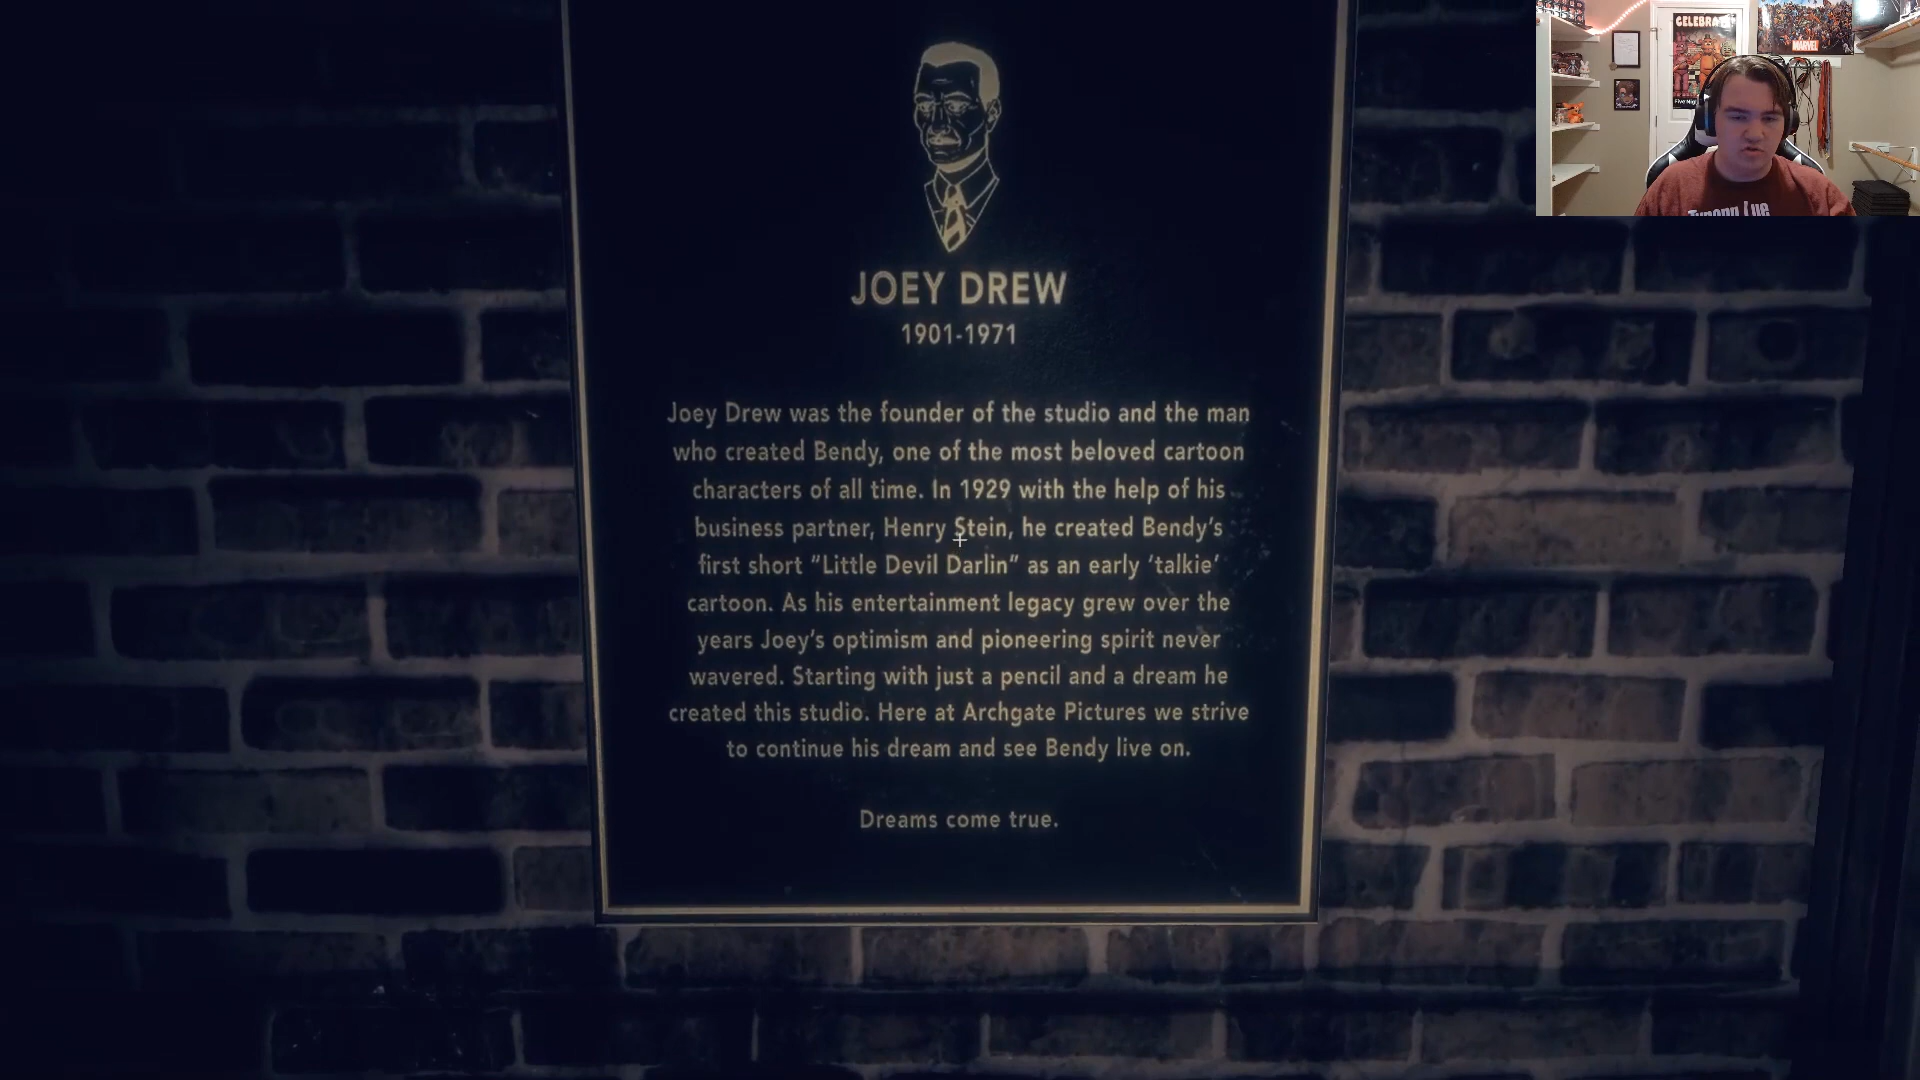 JOEY DREW
1901-1971
Joey Drew was the founder of the studio and the man
who created Bendy, one of the most beloved cartoon
characters of all time. In 1929 with the help of his
business partner, Henry Stein, he created Bendy's
first short "Little Devil Darlin" as an early 'talkie'
cartoon. As his entertainment legacy grew over the
years Joey's optimism and pioneering spirit never
wavered. Starting with just a pencil and a dream he
created this studio. Here at Archgate Pictures we strive
to continue his dream and see Bendy live on.
Dreams come true.
CELEBRATE
MARVEL